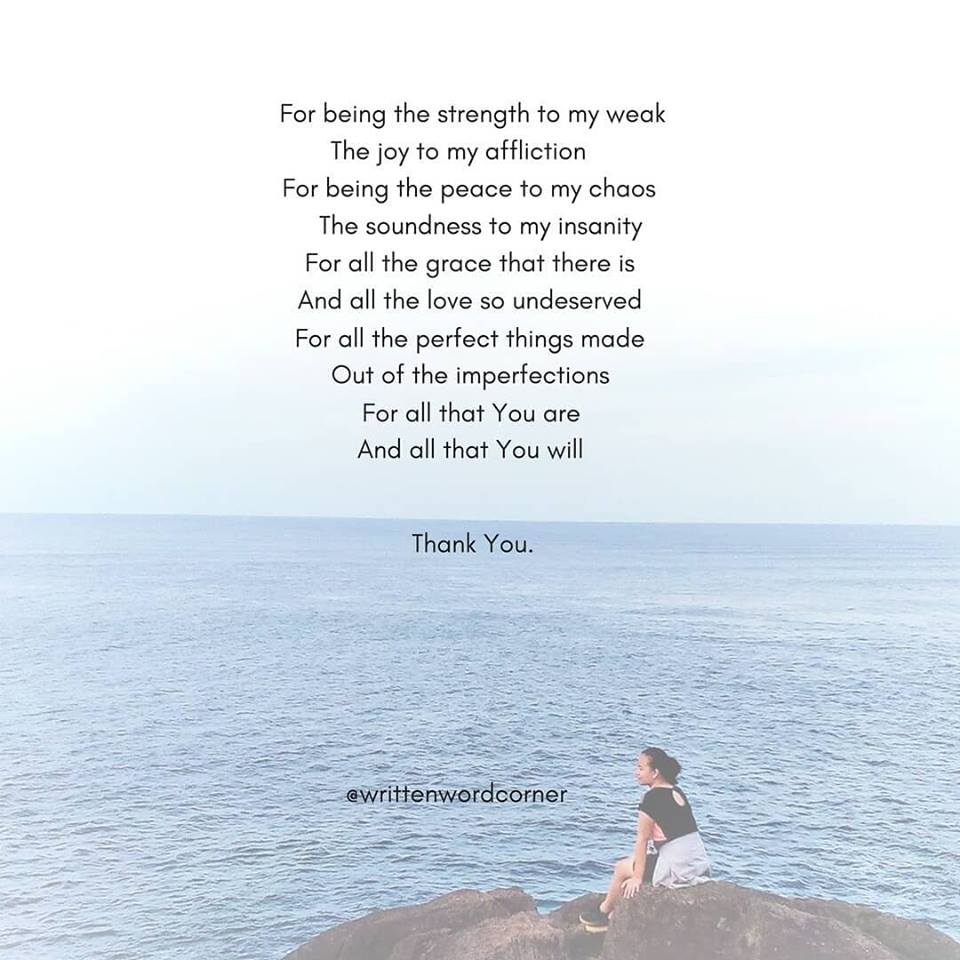 For being the strength to my weak
The joy to my affliction
For being the peace to my chaos
The soundness to my insanity
For all the grace that there is
And all the love so undeserved
For all the perfect things made
Out of the imperfections
For all that You are
And all that You will
Thank You.
@writtenwordcorner